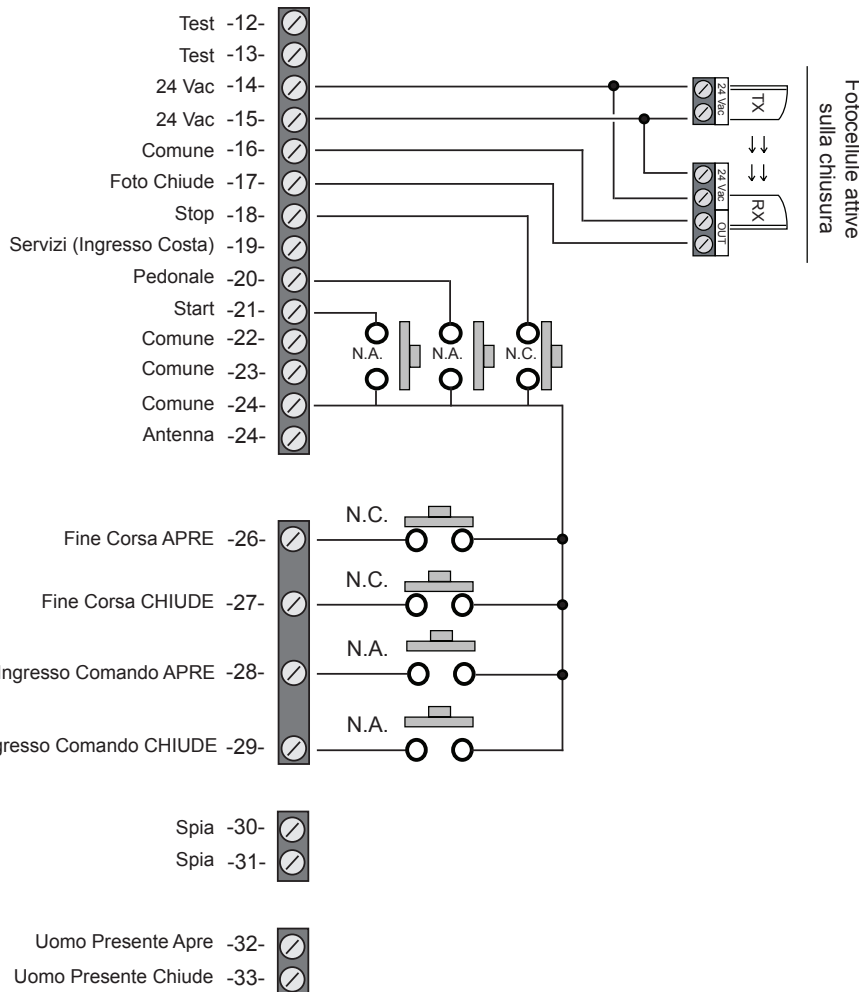 Test -12-
Test -13-
24 Vac -14-
24 Vac -15-
Comune -16-
Foto Chiude -17-
Stop -18-
Servizi (Ingresso Costa) -19-
Pedonale -20-
Start -21-
Comune -22-
Comune -23-
Comune -24-
Antenna -24-
N.A. N.A. N.C.
24 Vac
TX
24 Vac
OUT
RX
Fotocellule attive
sulla chiusura
N.C.
Fine Corsa APRE -26-
N.C.
Fine Corsa CHIUDE -27-
N.A.
Ingresso Comando APRE -28-
N.A.
gresso Comando CHIUDE -29-
Spia -30-
Spia -31-
Uomo Presente Apre -32-
Uomo Presente Chiude -33-